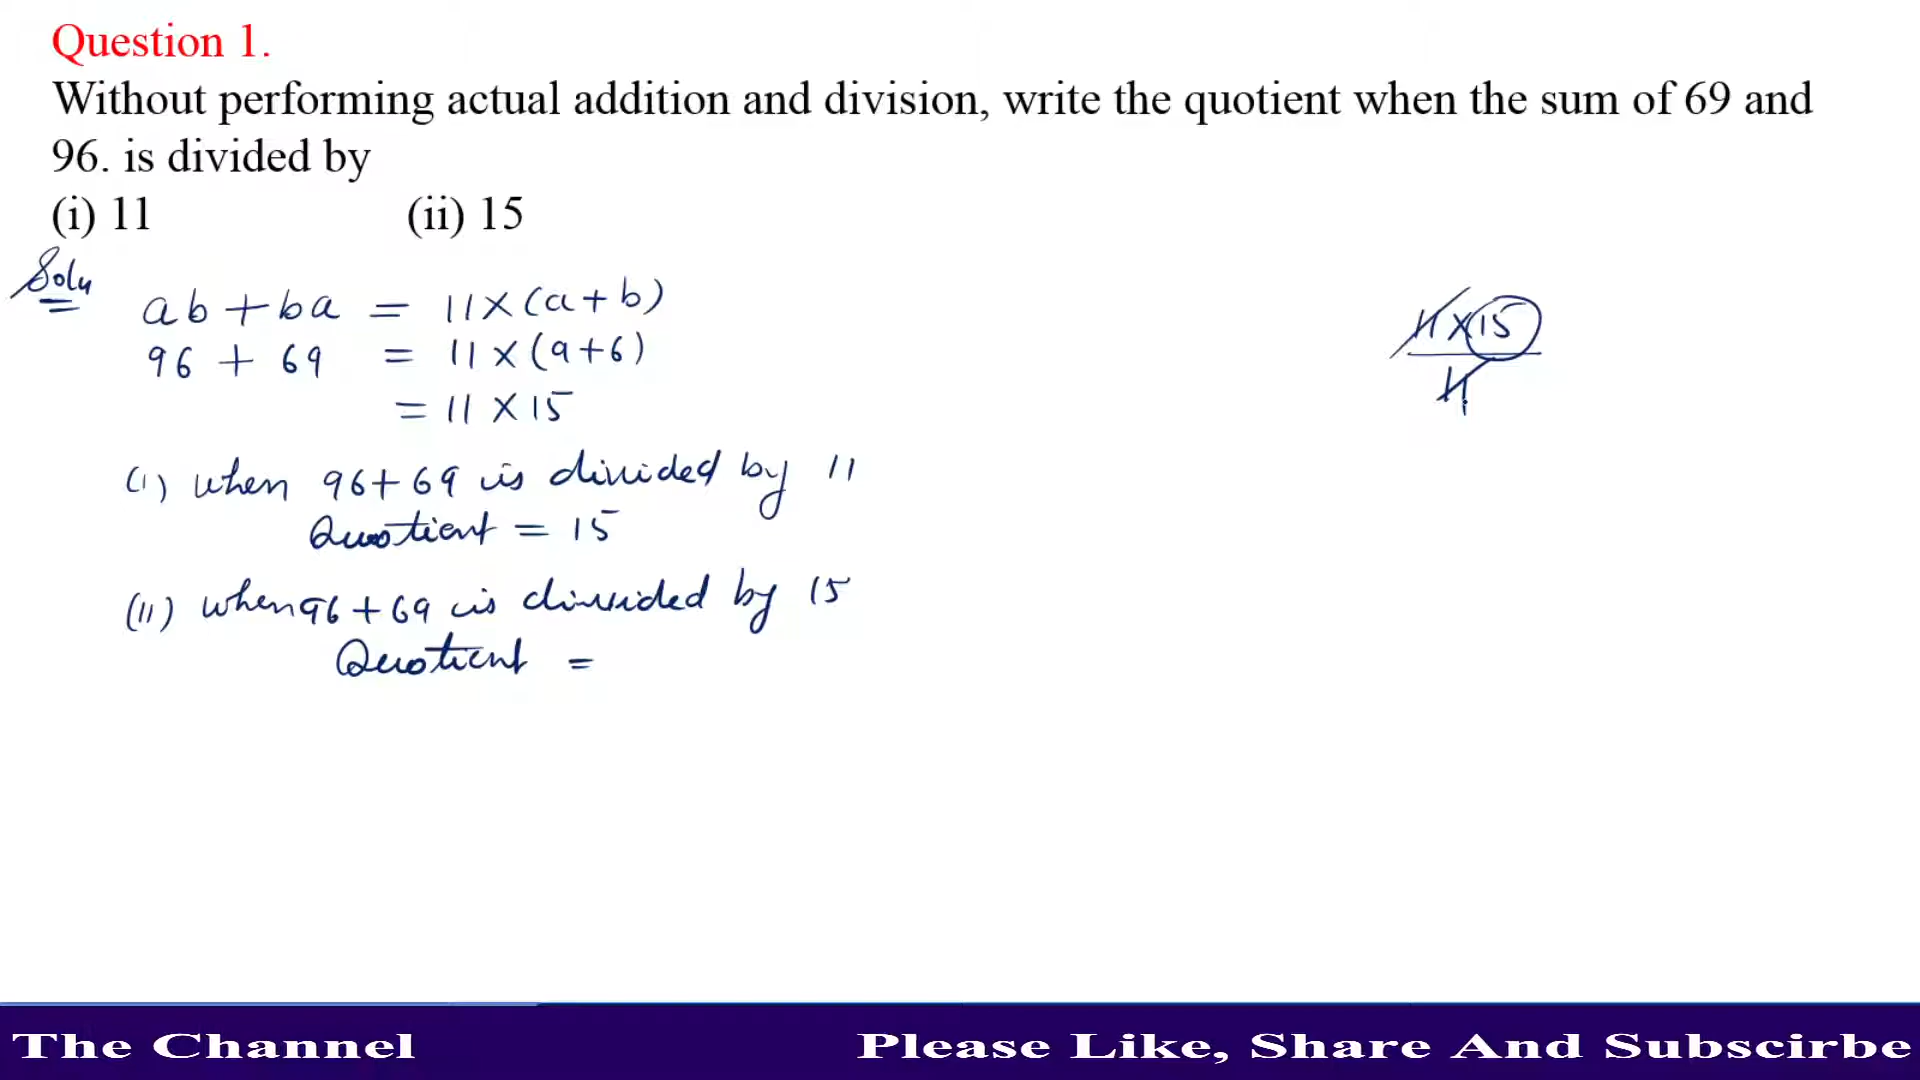 Question 1.
Without performing actual addition and division, write the quotient when the sum of 69 and
96. is divided by
(i) 11 (ii) 15
Soln
ab + ba = 11 × (a + b)
96 + 69 = 11 × (9+6)
= 11 × 15
11 × 15
11
(i) when 96+69 is divided by 11
Quotient = 15
(ii) when 96+69 is divided by 15
Quotient =
The Channel
Please Like, Share And Subscirbe